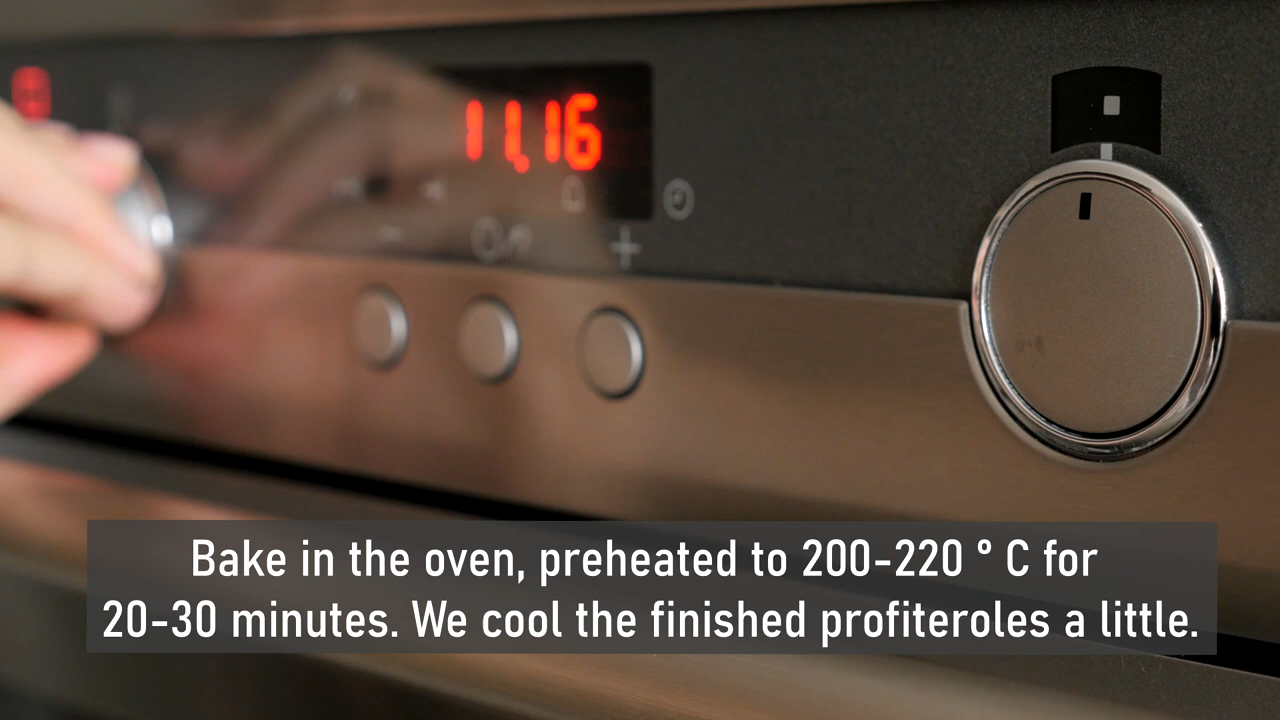 11.16
Bake in the oven, preheated to 200-220 ° C for
20-30 minutes. We cool the finished profiteroles a little.